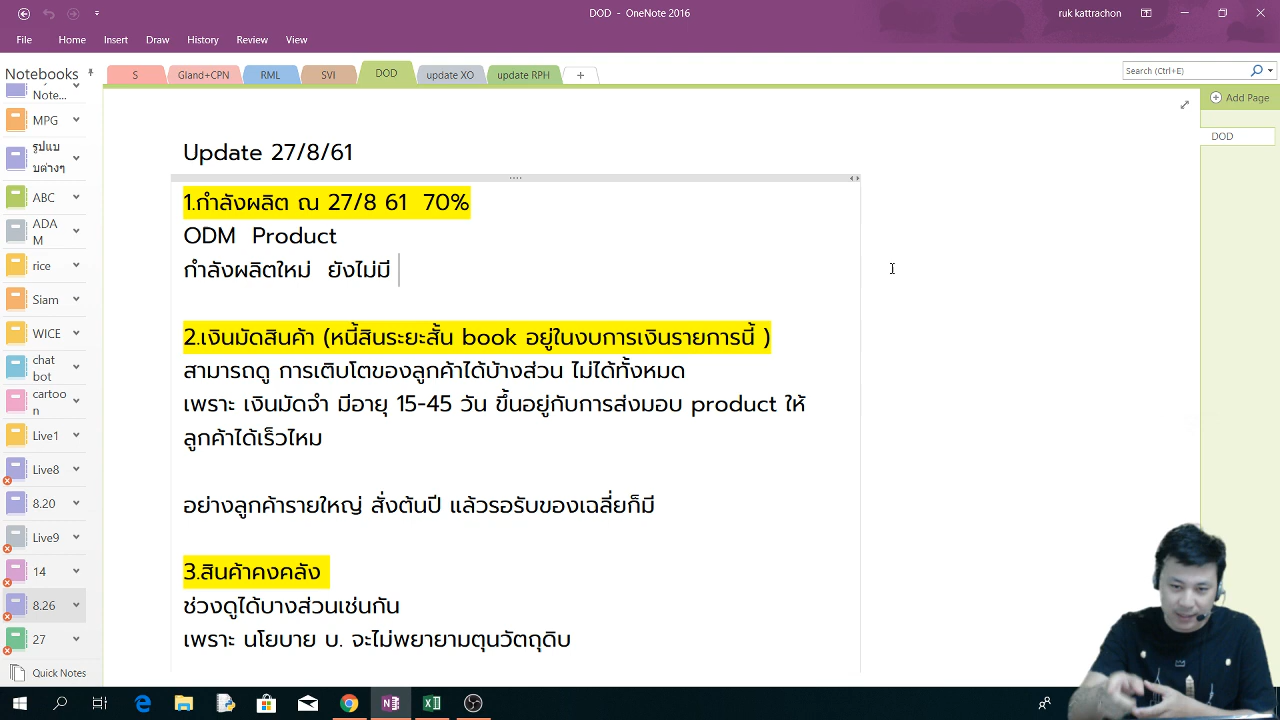 DOD - OneNote 2016
ruk kattrachon
File Home Insert Draw History Review View
Notebooks
S Gland+CPN RML SVI DOD update XO update RPH
Search (Ctrl+E)
Add Page
DOD
Note...
MPG
รูปแบ
บต่างๆ
ABC
ADA
M
rice
Siam
WICE
chat
bot
cartoo
n
Live1
Live8
8.20
Live9
14
8.26
27
Quick Notes
Update 27/8/61
1.กำลังผลิต ณ 27/8 61 70%
ODM Product
กำลังผลิตใหม่ ยังไม่มี
2.เงินมัดสินค้า (หนี้สินระยะสั้น book อยู่ในงบการเงินรายการนี้ )
สามารถดู การเติบโตของลูกค้าได้บ้างส่วน ไม่ได้ทั้งหมด
เพราะ เงินมัดจำ มีอายุ 15-45 วัน ขึ้นอยู่กับการส่งมอบ product ให้
ลูกค้าได้เร็วไหม
อย่างลูกค้ารายใหญ่ สั่งต้นปี แล้วรอรับของเฉลี่ยก็มี
3.สินค้าคงคลัง
ช่วงดูได้บางส่วนเช่นกัน
เพราะ นโยบาย บ. จะไม่พยายามตุนวัตถุดิบ